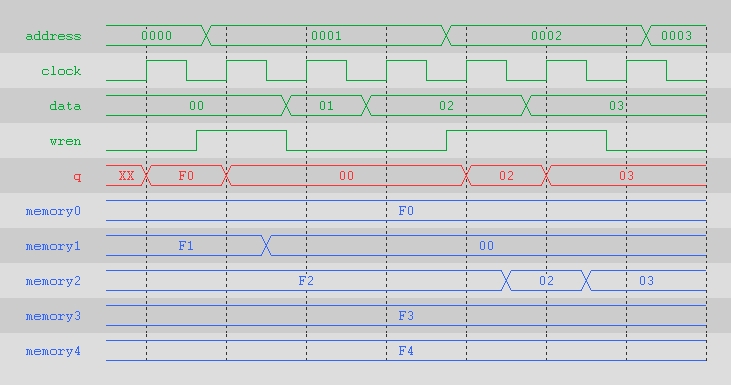 address 0000 0001 0002 0003
clock
data 00 01 02 03
wren
q XX F0 00 02 03
memory0 F0
memory1 F1 00
memory2 F2 02 03
memory3 F3
memory4 F4